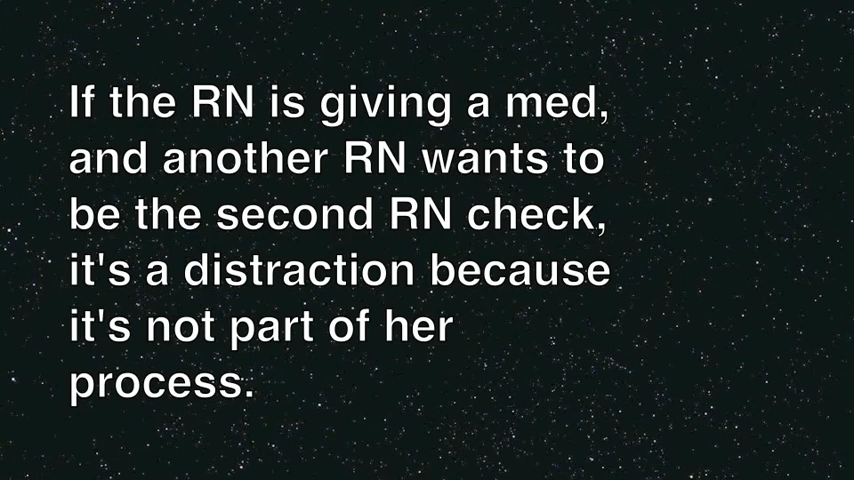 If the RN is giving a med,
and another RN wants to
be the second RN check,
it's a distraction because
it's not part of her
process.